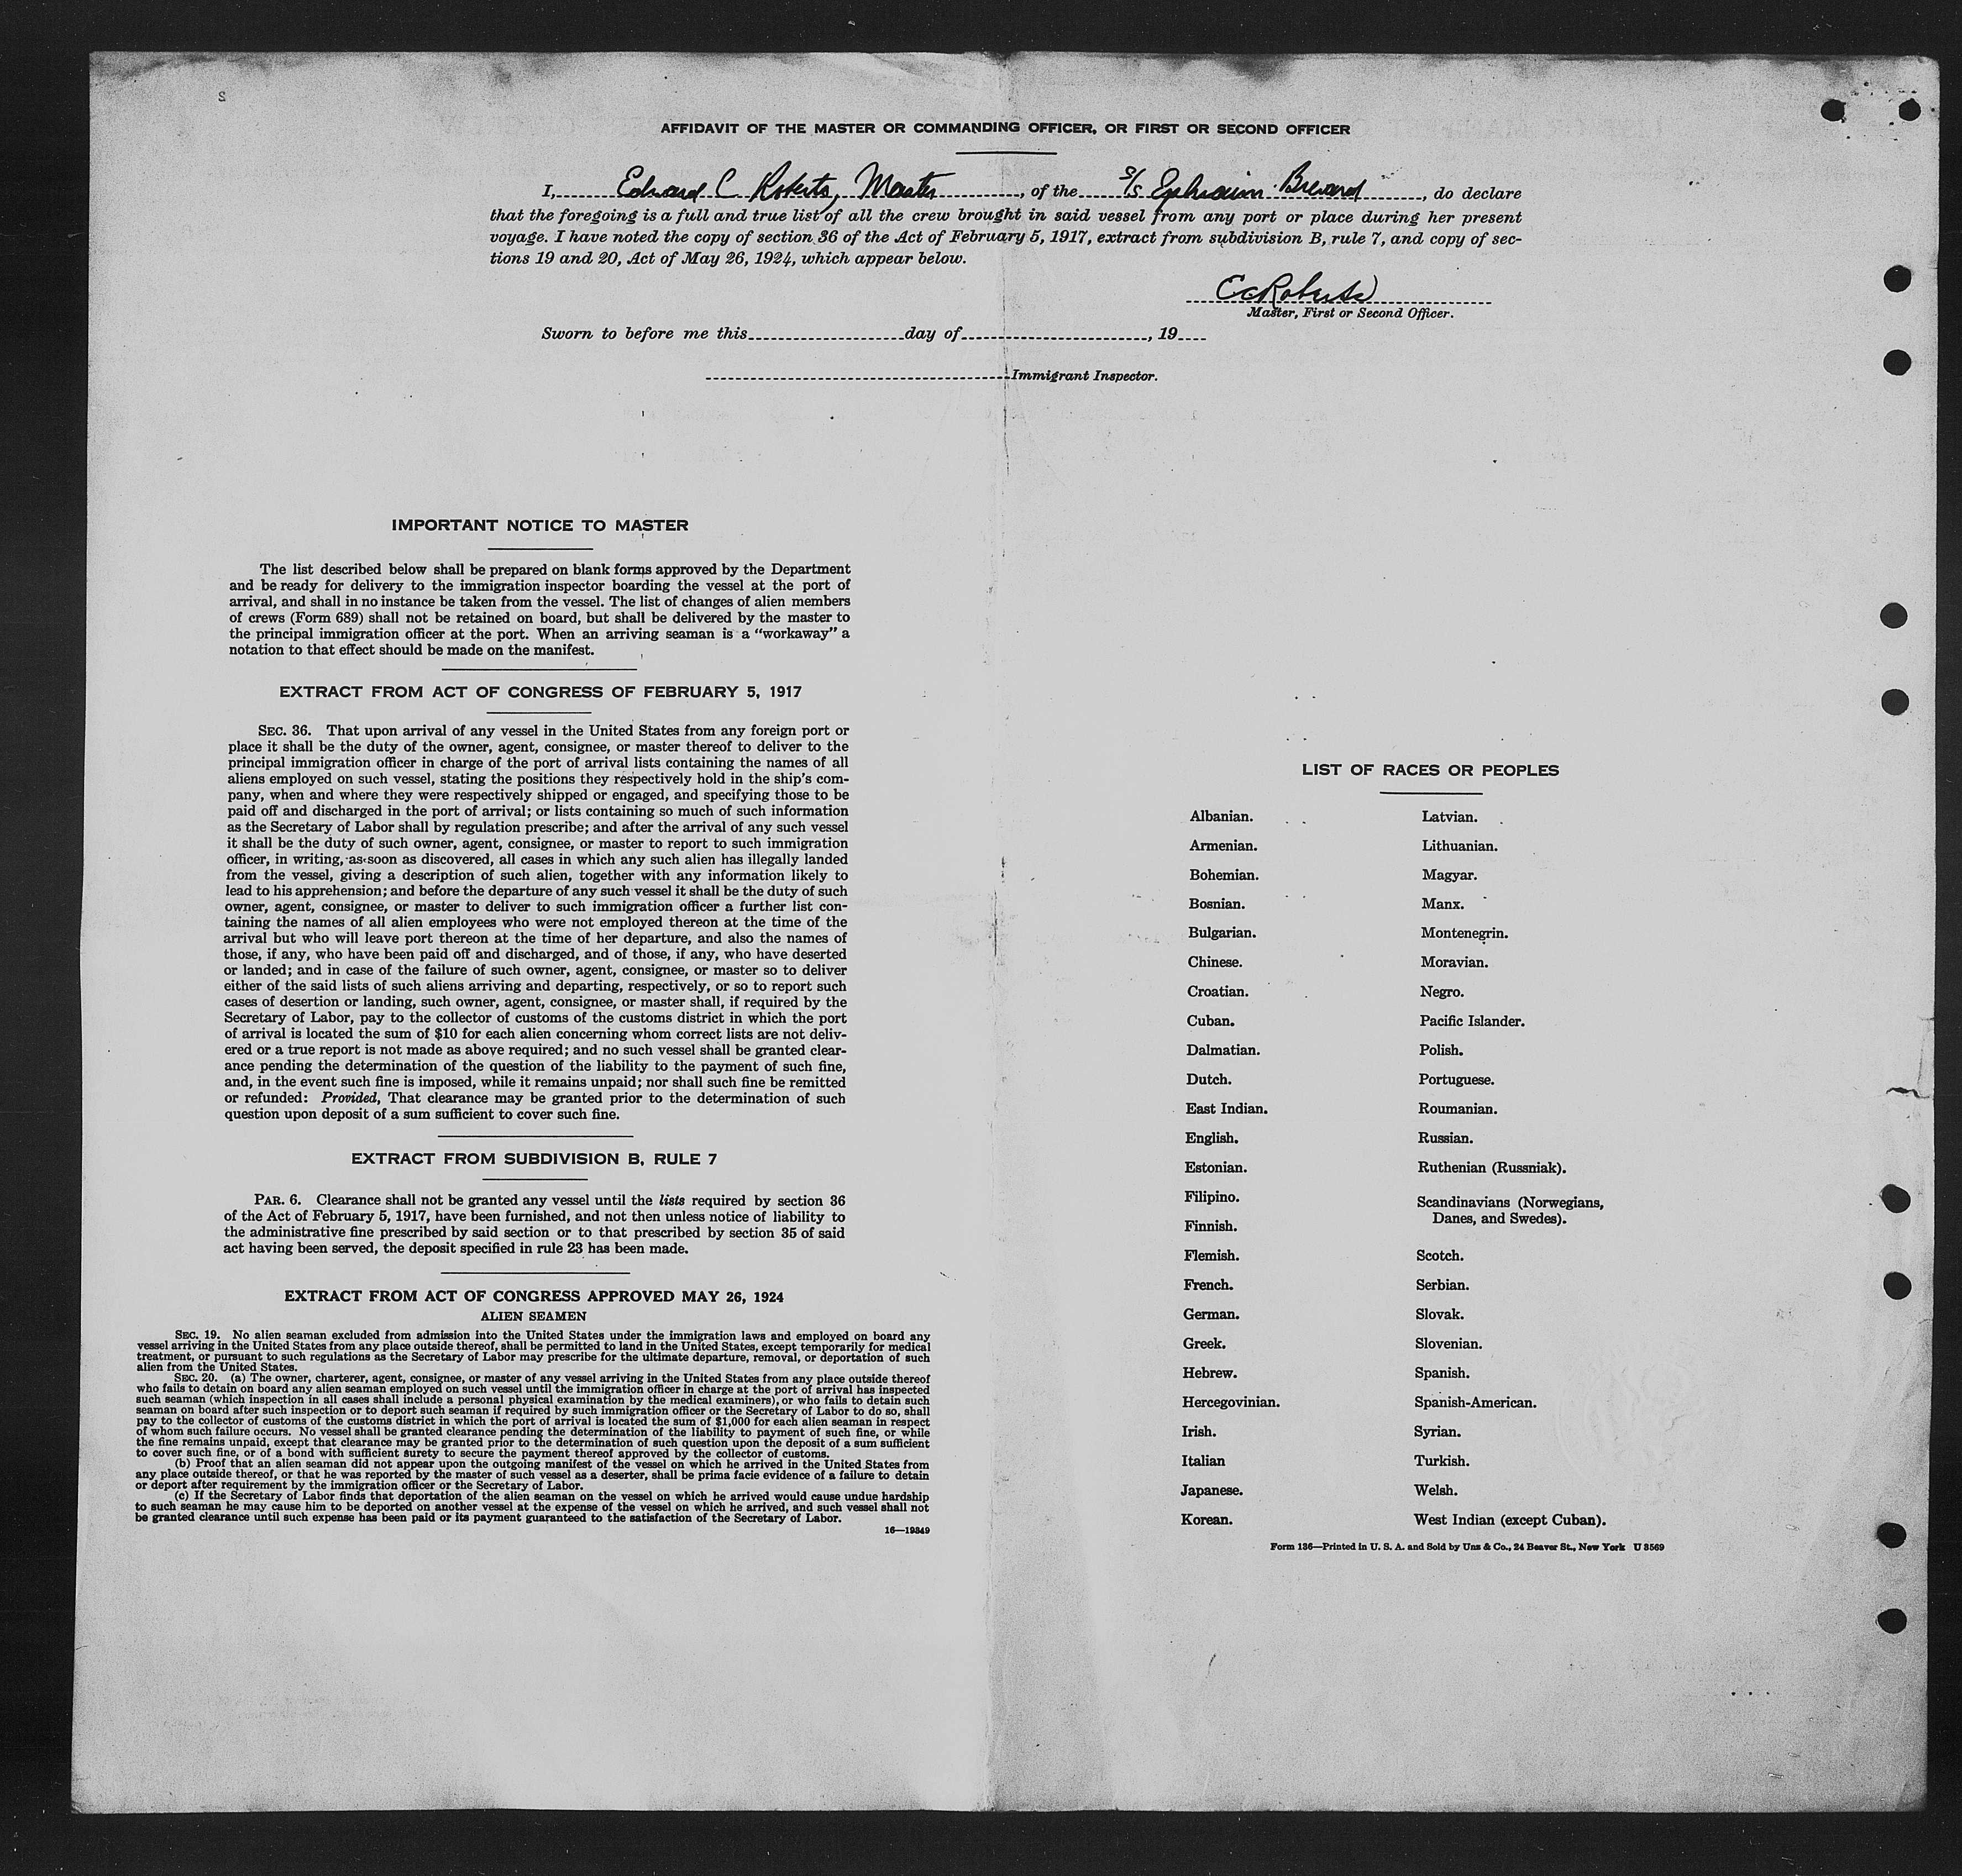 S
AFFIDAVIT OF THE MASTER OR COMMANDING OFFICER, OR FIRST OR SECOND OFFICER
I, Edward C Roberts, Master, of the S/S Ephraim Brevard, do declare
that the foregoing is a full and true list of all the crew brought in said vessel from any port or place during her present
voyage. I have noted the copy of section 36 of the Act of February 5, 1917, extract from subdivision B, rule 7, and copy of sec-
tions 19 and 20, Act of May 26, 1924, which appear below.
ECRoberts
Master, First or Second Officer.
Sworn to before me this day of , 19
Immigrant Inspector.
IMPORTANT NOTICE TO MASTER
The list described below shall be prepared on blank forms approved by the Department
and be ready for delivery to the immigration inspector boarding the vessel at the port of
arrival, and shall in no instance be taken from the vessel. The list of changes of alien members
of crews (Form 689) shall not be retained on board, but shall be delivered by the master to
the principal immigration officer at the port. When an arriving seaman is a "workaway" a
notation to that effect should be made on the manifest.
EXTRACT FROM ACT OF CONGRESS OF FEBRUARY 5, 1917
SEC. 36. That upon arrival of any vessel in the United States from any foreign port or
place it shall be the duty of the owner, agent, consignee, or master thereof to deliver to the
principal immigration officer in charge of the port of arrival lists containing the names of all
aliens employed on such vessel, stating the positions they respectively hold in the ship's com-
pany, when and where they were respectively shipped or engaged, and specifying those to be
paid off and discharged in the port of arrival; or lists containing so much of such information
as the Secretary of Labor shall by regulation prescribe; and after the arrival of any such vessel
it shall be the duty of such owner, agent, consignee, or master to report to such immigration
officer, in writing, as soon as discovered, all cases in which any such alien has illegally landed
from the vessel, giving a description of such alien, together with any information likely to
lead to his apprehension; and before the departure of any such vessel it shall be the duty of such
owner, agent, consignee, or master to deliver to such immigration officer a further list con-
taining the names of all alien employees who were not employed thereon at the time of the
arrival but who will leave port thereon at the time of her departure, and also the names of
those, if any, who have been paid off and discharged, and of those, if any, who have deserted
or landed; and in case of the failure of such owner, agent, consignee, or master so to deliver
either of the said lists of such aliens arriving and departing, respectively, or so to report such
cases of desertion or landing, such owner, agent, consignee, or master shall, if required by the
Secretary of Labor, pay to the collector of customs of the customs district in which the port
of arrival is located the sum of $10 for each alien concerning whom correct lists are not deliv-
ered or a true report is not made as above required; and no such vessel shall be granted clear-
ance pending the determination of the question of the liability to the payment of such fine,
and, in the event such fine is imposed, while it remains unpaid; nor shall such fine be remitted
or refunded: Provided, That clearance may be granted prior to the determination of such
question upon deposit of a sum sufficient to cover such fine.
EXTRACT FROM SUBDIVISION B, RULE 7
PAR. 6. Clearance shall not be granted any vessel until the lists required by section 36
of the Act of February 5, 1917, have been furnished, and not then unless notice of liability to
the administrative fine prescribed by said section or to that prescribed by section 35 of said
act having been served, the deposit specified in rule 23 has been made.
EXTRACT FROM ACT OF CONGRESS APPROVED MAY 26, 1924
ALIEN SEAMEN
SEC. 19. No alien seaman excluded from admission into the United States under the immigration laws and employed on board any
vessel arriving in the United States from any place outside thereof, shall be permitted to land in the United States, except temporarily for medical
treatment, or pursuant to such regulations as the Secretary of Labor may prescribe for the ultimate departure, removal, or deportation of such
alien from the United States.
SEC. 20. (a) The owner, charterer, agent, consignee, or master of any vessel arriving in the United States from any place outside thereof
who fails to detain on board any alien seaman employed on such vessel until the immigration officer in charge at the port of arrival has inspected
such seaman (which inspection in all cases shall include a personal physical examination by the medical examiners), or who fails to detain such
seaman on board after such inspection or to deport such seaman if required by such immigration officer or the Secretary of Labor to do so, shall
pay to the collector of customs of the customs district in which the port of arrival is located the sum of $1,000 for each alien seaman in respect
of whom such failure occurs. No vessel shall be granted clearance pending the determination of the liability to payment of such fine, or while
the fine remains unpaid, except that clearance may be granted prior to the determination of such question upon the deposit of a sum sufficient
to cover such fine, or of a bond with sufficient surety to secure the payment thereof approved by the collector of customs.
(b) Proof that an alien seaman did not appear upon the outgoing manifest of the vessel on which he arrived in the United States from
any place outside thereof, or that he was reported by the master of such vessel as a deserter, shall be prima facie evidence of a failure to detain
or deport after requirement by the immigration officer or the Secretary of Labor.
(c) If the Secretary of Labor finds that deportation of the alien seaman on the vessel on which he arrived would cause undue hardship
to such seaman he may cause him to be deported on another vessel at the expense of the vessel on which he arrived, and such vessel shall not
be granted clearance until such expense has been paid or its payment guaranteed to the satisfaction of the Secretary of Labor.
16—19849
LIST OF RACES OR PEOPLES
Albanian.
Armenian.
Bohemian.
Bosnian.
Bulgarian.
Chinese.
Croatian.
Cuban.
Dalmatian.
Dutch.
East Indian.
English.
Estonian.
Filipino.
Finnish.
Flemish.
French.
German.
Greek.
Hebrew.
Hercegovinian.
Irish.
Italian
Japanese.
Korean.
Latvian.
Lithuanian.
Magyar.
Manx.
Montenegrin.
Moravian.
Negro.
Pacific Islander.
Polish.
Portuguese.
Roumanian.
Russian.
Ruthenian (Russniak).
Scandinavians (Norwegians,
Danes, and Swedes).
Scotch.
Serbian.
Slovak.
Slovenian.
Spanish.
Spanish-American.
Syrian.
Turkish.
Welsh.
West Indian (except Cuban).
Form 136—Printed in U. S. A. and Sold by Unz & Co., 24 Beaver St., New York U 3569